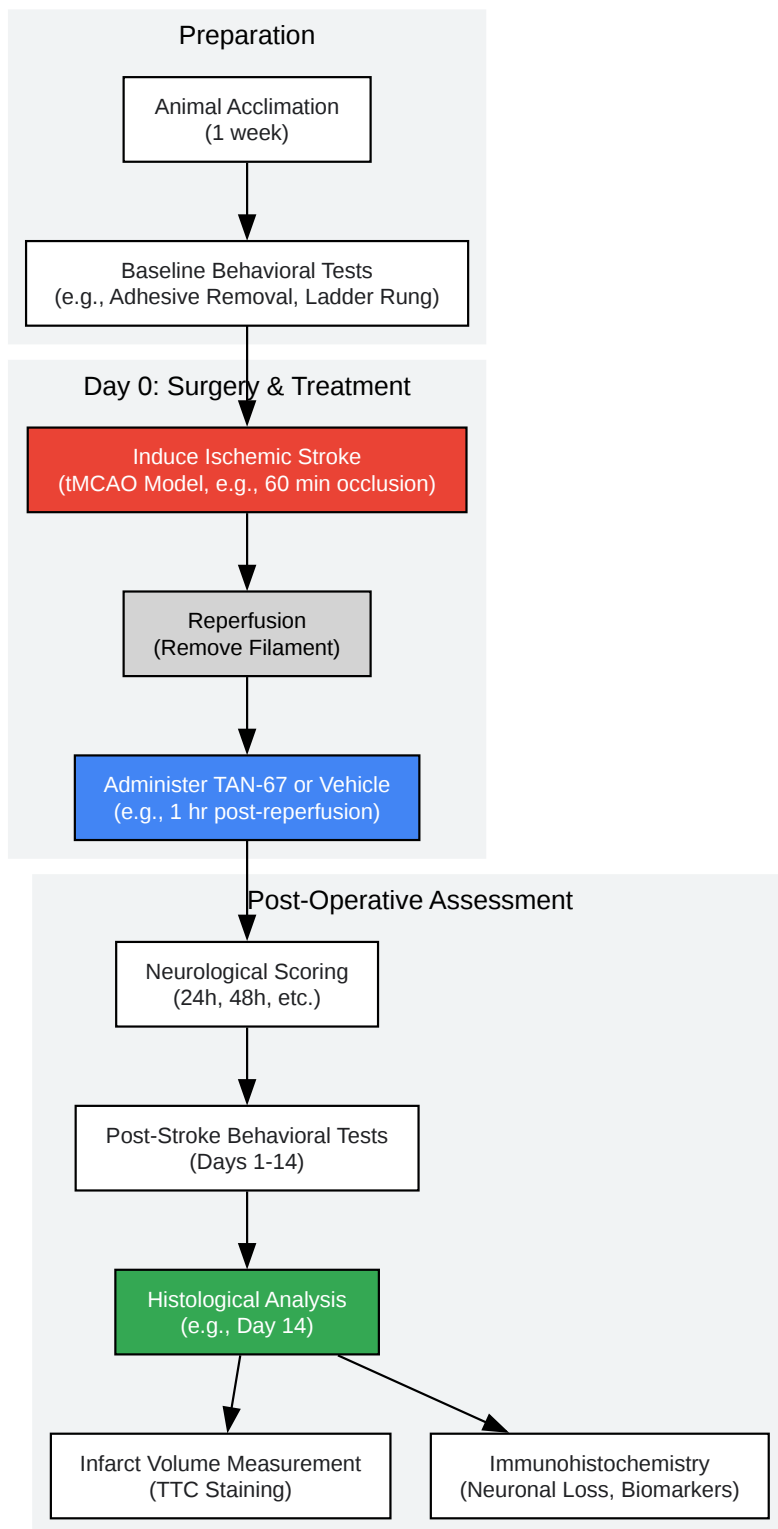 Preparation
Animal Acclimation
(1 week)
Baseline Behavioral Tests
(e.g., Adhesive Removal, Ladder Rung)
Day 0: Surgery & Treatment
Induce Ischemic Stroke
(tMCAO Model, e.g., 60 min occlusion)
Reperfusion
(Remove Filament)
Administer TAN-67 or Vehicle
(e.g., 1 hr post-reperfusion)
Post-Operative Assessment
Neurological Scoring
(24h, 48h, etc.)
Post-Stroke Behavioral Tests
(Days 1-14)
Histological Analysis
(e.g., Day 14)
Infarct Volume Measurement
(TTC Staining)
Immunohistochemistry
(Neuronal Loss, Biomarkers)